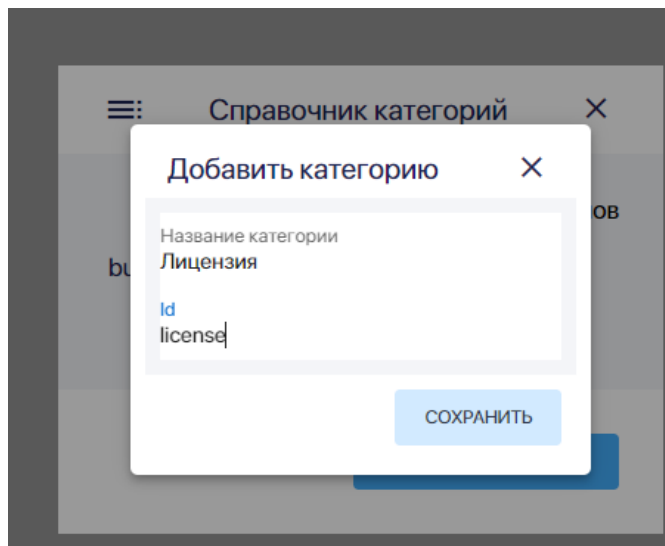 Справочник категорий
Добавить категорию
Название категории
Лицензия
Id
license
СОХРАНИТЬ